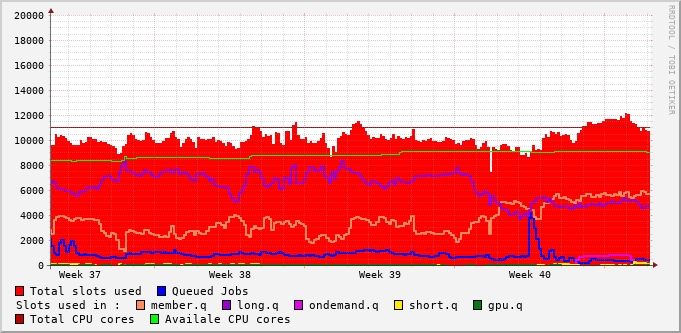 RRDTOOL / TOBI OETIKER
20000
18000
16000
14000
12000
10000
8000
6000
4000
2000
0
Week 37 Week 38 Week 39 Week 40
Total slots used Queued Jobs
Slots used in : member.q long.q ondemand.q short.q gpu.q
Total CPU cores Availale CPU cores